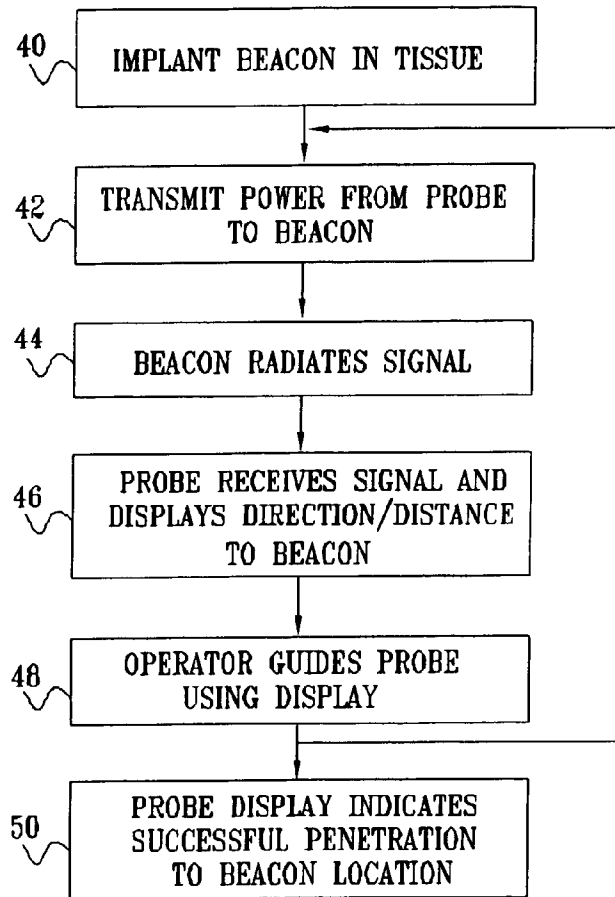 40
IMPLANT BEACON IN TISSUE
42
TRANSMIT POWER FROM PROBE
TO BEACON
44
BEACON RADIATES SIGNAL
46
PROBE RECEIVES SIGNAL AND
DISPLAYS DIRECTION/DISTANCE
TO BEACON
48
OPERATOR GUIDES PROBE
USING DISPLAY
50
PROBE DISPLAY INDICATES
SUCCESSFUL PENETRATION
TO BEACON LOCATION